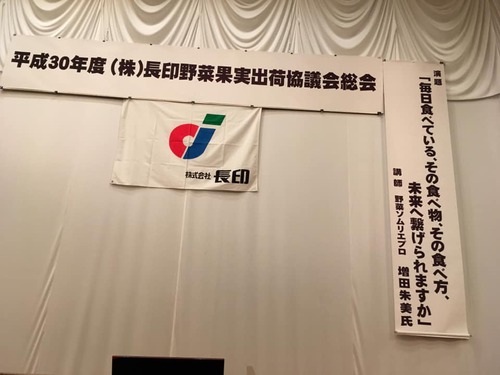 平成30年度(株)長印野菜果実出荷協議会総会
株式会社 長印
演題
「毎日食べている、その食べ物、その食べ方、
未来へ繋げられますか」
講師 野菜ソムリエプロ 増田朱美氏